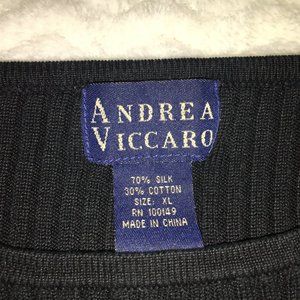 ANDREA
VICCARO
70% SILK
30% COTTON
SIZE: XL
RN 100149
MADE IN CHINA